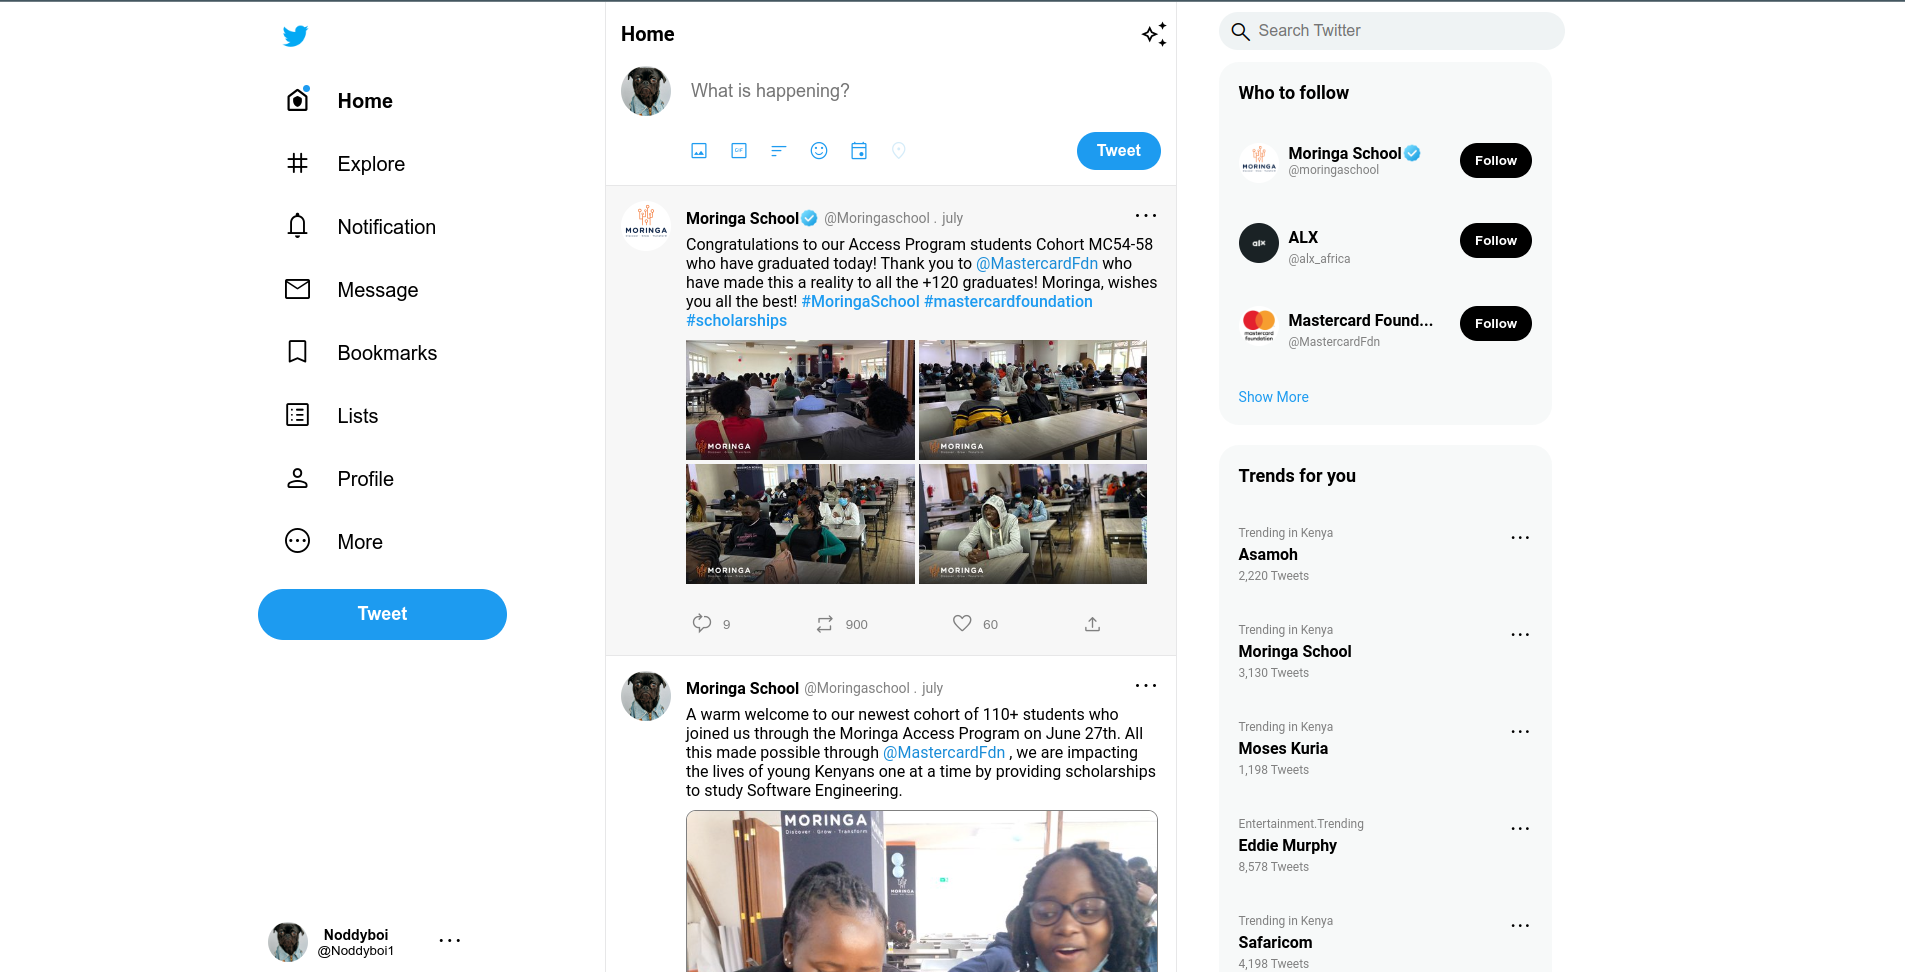 Home
Explore
Notification
Message
Bookmarks
Lists
Profile
More
Tweet
Noddyboi
@Noddyboi1
Home
What is happening?
GIF
Tweet
MORINGA
Moringa School @Moringaschool . july
Congratulations to our Access Program students Cohort MC54-58
who have graduated today! Thank you to @MastercardFdn who
have made this a reality to all the +120 graduates! Moringa, wishes
you all the best! #MoringaSchool #mastercardfoundation
#scholarships
MORINGA
MORINGA
MORINGA
MORINGA
9
900
60
Moringa School @Moringaschool . july
A warm welcome to our newest cohort of 110+ students who
joined us through the Moringa Access Program on June 27th. All
this made possible through @MastercardFdn , we are impacting
the lives of young Kenyans one at a time by providing scholarships
to study Software Engineering.
MORINGA
Discover · Grow · Transform
MORINGA
Search Twitter
Who to follow
MORINGA
Moringa School
@moringaschool
Follow
alx
ALX
@alx_africa
Follow
mastercard
foundation
Mastercard Found...
@MastercardFdn
Follow
Show More
Trends for you
Trending in Kenya
Asamoh
2,220 Tweets
Trending in Kenya
Moringa School
3,130 Tweets
Trending in Kenya
Moses Kuria
1,198 Tweets
Entertainment.Trending
Eddie Murphy
8,578 Tweets
Trending in Kenya
Safaricom
4,198 Tweets